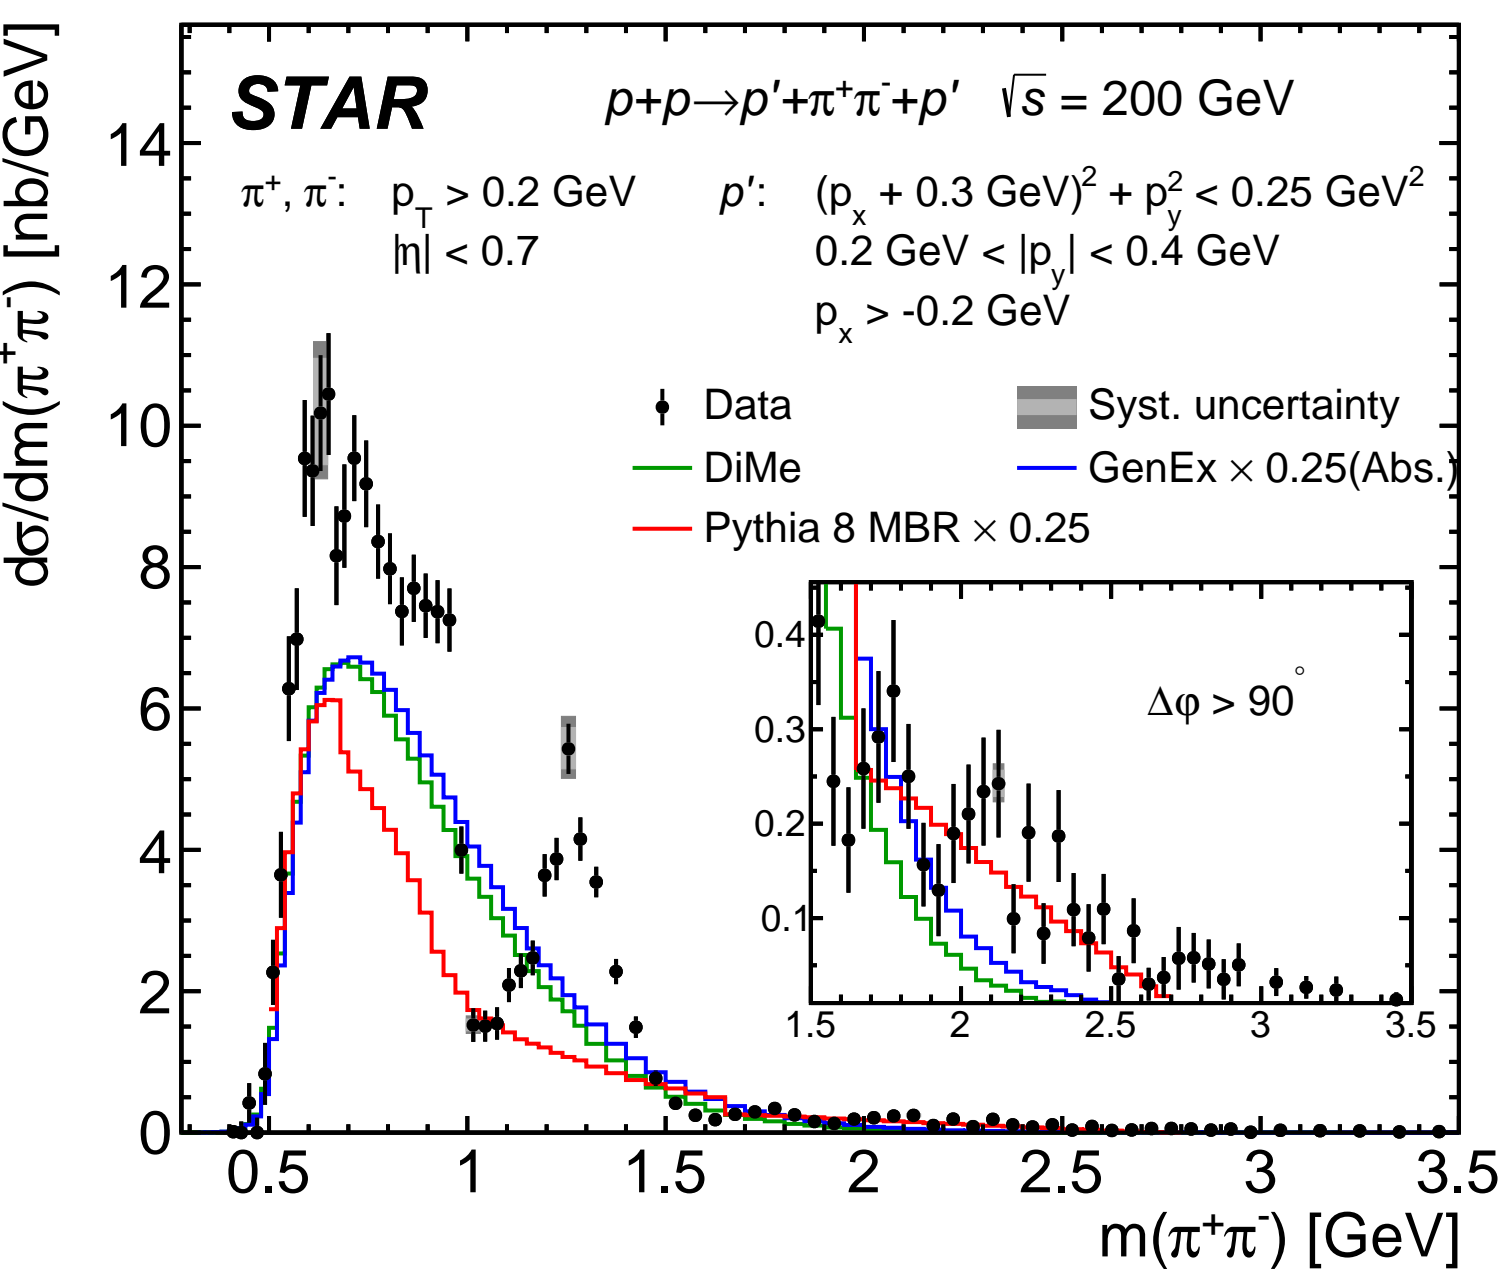 STAR p+p→p′+π⁺π⁻+p′ √s = 200 GeV
π⁺, π⁻: p_T > 0.2 GeV p′: (p_x + 0.3 GeV)² + p_y² < 0.25 GeV²
|η| < 0.7 0.2 GeV < |p_y| < 0.4 GeV
p_x > -0.2 GeV
Data Syst. uncertainty
DiMe GenEx × 0.25(Abs.)
Pythia 8 MBR × 0.25
Δφ > 90°
0.4
0.3
0.2
0.1
1.5 2 2.5 3 3.5
14
12
10
8
6
4
2
0
0.5 1 1.5 2 2.5 3 3.5
dσ/dm(π⁺π⁻) [nb/GeV]
m(π⁺π⁻) [GeV]